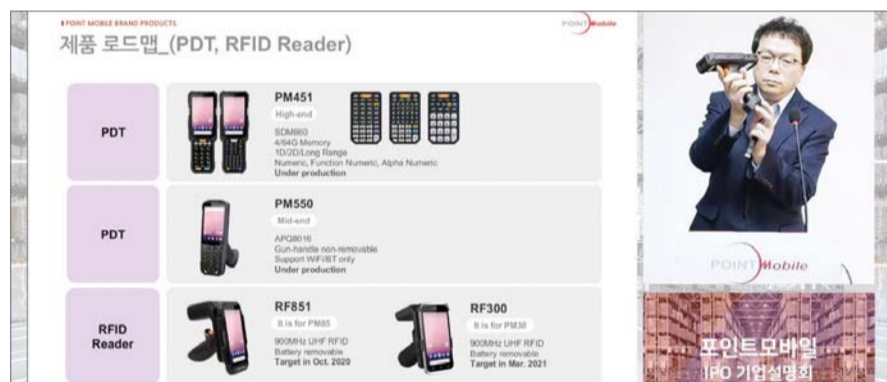 POINT MOBILE BRAND PRODUCTS
POINT Mobile
제품 로드맵_(PDT, RFID Reader)
PDT
PM451
High-end
SDM660
4/64G Memory
1D/2D/Long Range
Numeric, Function Numeric, Alpha Numeric
Under production
PDT
PM550
Mid-end
APQ8016
Gun-handle non-removable
Support WiFi/BT only
Under production
RFID
Reader
RF851
It is for PM85
900MHz UHF RFID
Battery removable
Target in Oct. 2020
RF300
It is for PM30
900MHz UHF RFID
Battery removable
Target in Mar. 2021
POINT Mobile
포인트모바일
IPO 기업설명회